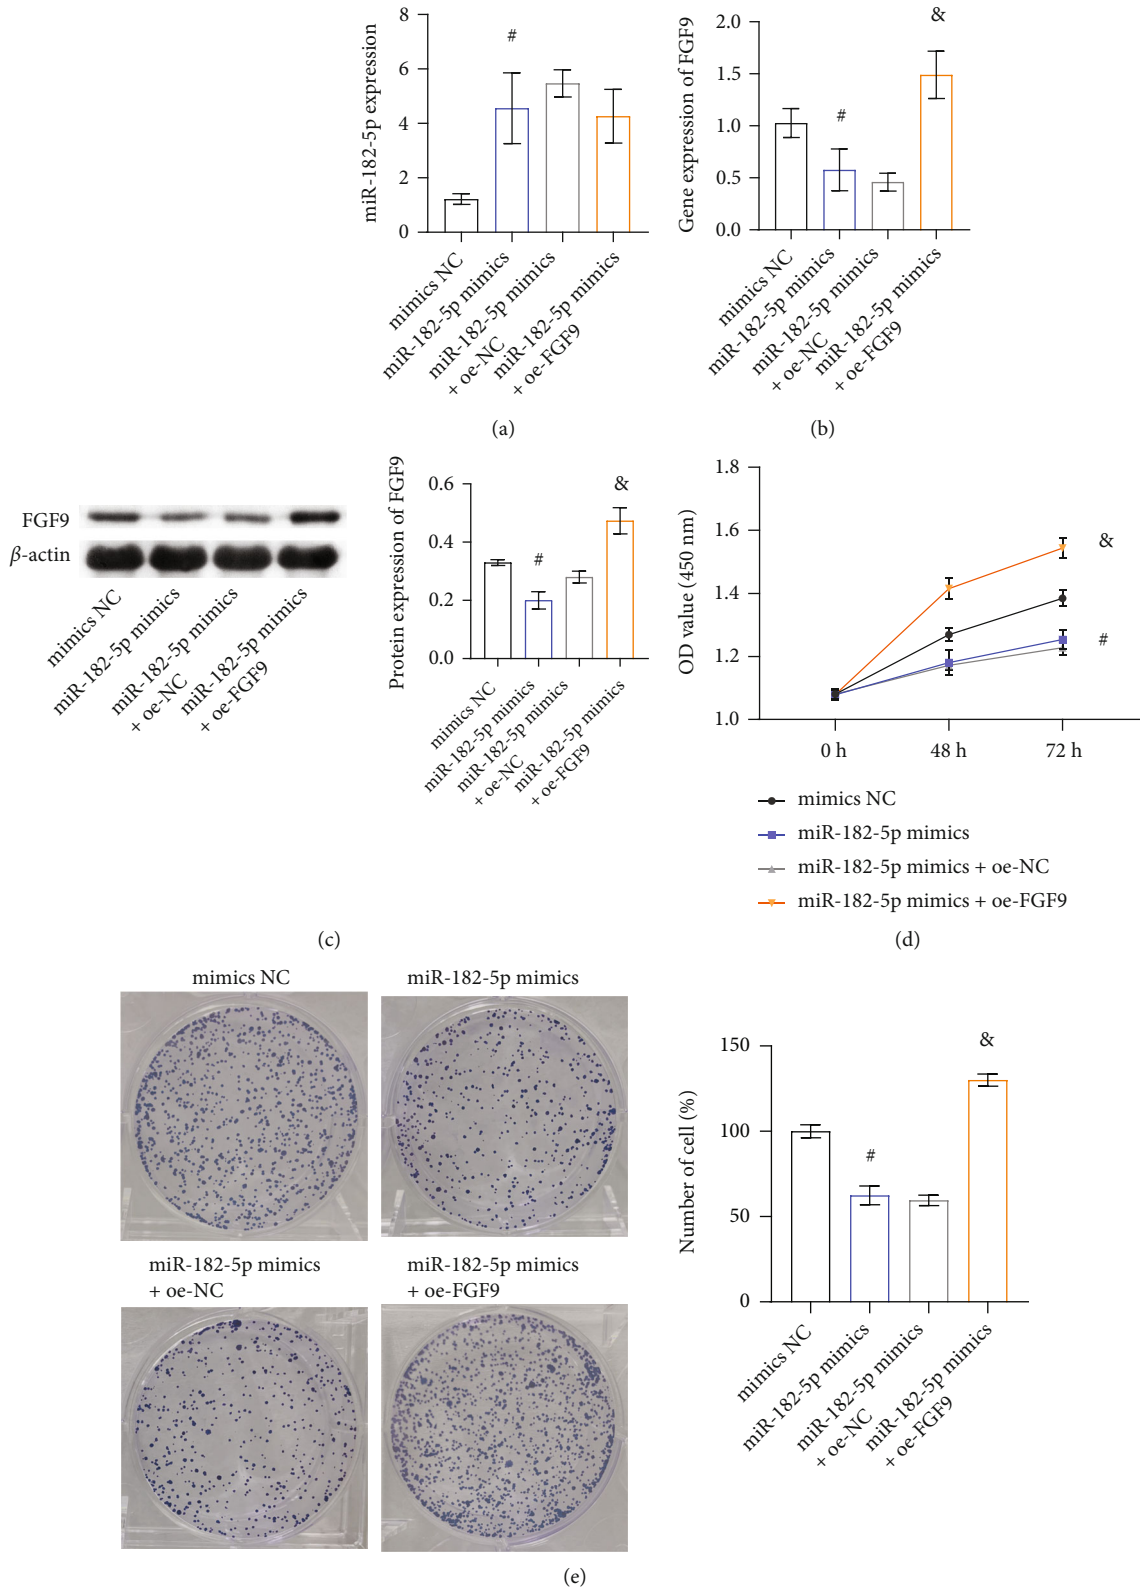 miR-182-5p expression
8
6
4
2
0
#
mimics NC
miR-182-5p mimics
miR-182-5p mimics
+ oe-NC
miR-182-5p mimics
+ oe-FGF9
(a)
Gene expression of FGF9
2.0
1.5
1.0
0.5
0.0
#
&
mimics NC
miR-182-5p mimics
miR-182-5p mimics
+ oe-NC
miR-182-5p mimics
+ oe-FGF9
(b)
FGF9
β-actin
mimics NC
miR-182-5p mimics
miR-182-5p mimics
+ oe-NC
miR-182-5p mimics
+ oe-FGF9
Protein expression of FGF9
0.6
0.4
0.2
0.0
#
&
mimics NC
miR-182-5p mimics
miR-182-5p mimics
+ oe-NC
miR-182-5p mimics
+ oe-FGF9
(c)
OD value (450 nm)
1.8
1.6
1.4
1.2
1.0
&
#
0 h
48 h
72 h
mimics NC
miR-182-5p mimics
miR-182-5p mimics + oe-NC
miR-182-5p mimics + oe-FGF9
(d)
mimics NC
miR-182-5p mimics
miR-182-5p mimics
+ oe-NC
miR-182-5p mimics
+ oe-FGF9
Number of cell (%)
150
100
50
0
#
&
mimics NC
miR-182-5p mimics
miR-182-5p mimics
+ oe-NC
miR-182-5p mimics
+ oe-FGF9
(e)